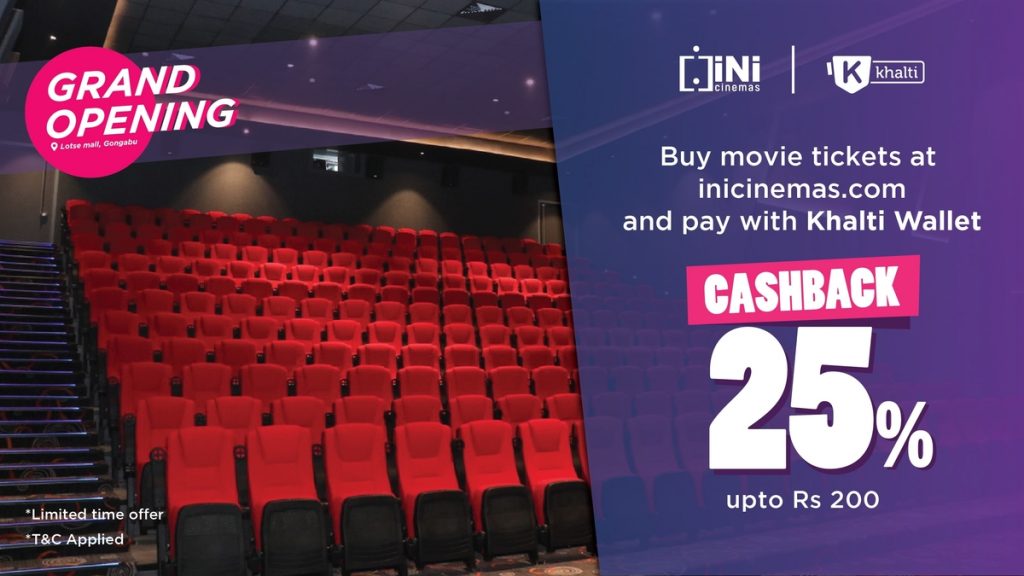 GRAND
OPENING
Lotse mall, Gongabu
iNi
cinemas
K khalti
Buy movie tickets at
inicinemas.com
and pay with Khalti Wallet
CASHBACK
25%
upto Rs 200
*Limited time offer
*T&C Applied